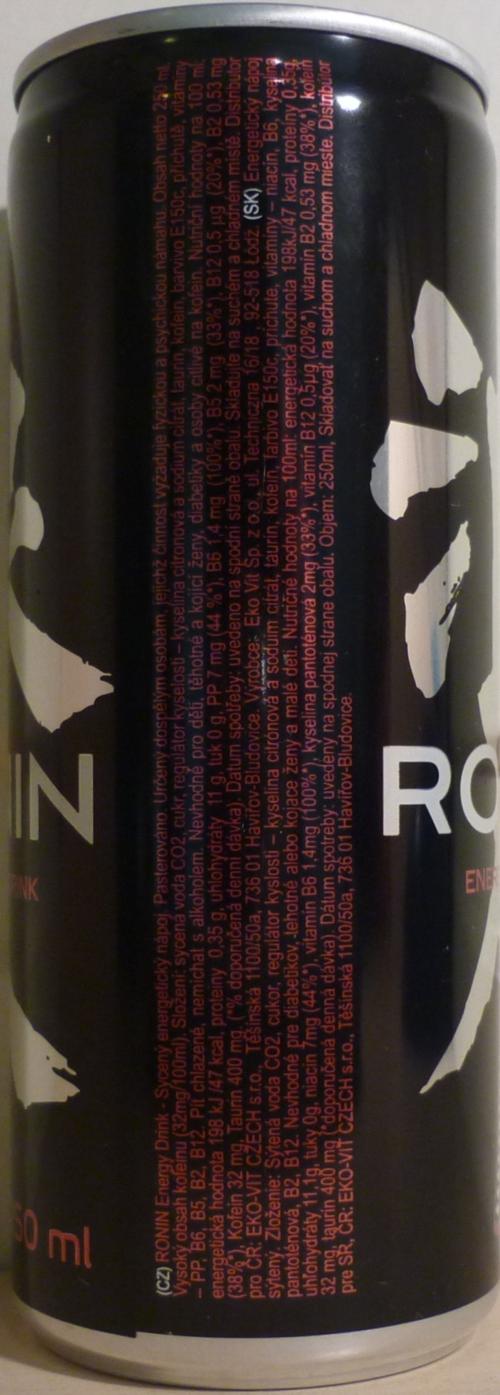 (CZ) RONIN Energy Drink - Sycený energetický nápoj. Pasterováno. Určeny dospělým osobám, jejichž činnost vyžaduje fyzickou a psychickou námahu. Obsah netto 250 ml.
Vysoký obsah kofeinu (32mg/100ml). Složení: sycená voda CO2, cukr, regulátor kyselosti – kyselina citronová a sodium citrát, taurin, kofein, barvivo E150c, příchutě, vitamíny
– PP, B6, B5, B2, B12. Pít chlazené, nemíchat s alkoholem. Nevhodné pro děti, těhotné a kojící ženy, diabetiky a osoby citlivé na kofein. Nutriční hodnoty na 100 ml:
energetická hodnota 198 kJ /47 kcal, proteiny 0,35 g, uhlohydráty 11 g, tuk 0 g, PP 7 mg (44 %*), B6 1,4 mg (100%*), B5 2 mg (33%*), B12 0.5 µg (20%*), B2 0.53 mg
(38%*), Kofein 32 mg, Taurin 400 mg. (*% doporučená denní dávka). Datum spotřeby uvedeno na spodní straně obalu. Skladujte na suchém a chladném místě. Distributor
pro ČR: EKO-VIT CZECH s.r.o., Těšínská 1100/50a, 736 01 Havířov-Bludovice. Výrobce: Eko Vit Sp. z o.o., ul. Techniczna 16/18, 92-518 Lodz. (SK) Energetický nápoj
sýtený. Zloženie: Sýtená voda CO2, cukor, regulátor kyslosti – kyselina citrónová a sodium citrát, taurín, kofein, farbivo E150c, príchute, vitamíny – niacin, B6, kyselina
pantoténová, B2, B12. Nevhodné pre diabetikov, tehotné alebo kojace ženy a malé deti. Nutričné hodnoty na 100ml: energetická hodnota 198kJ/47 kcal, proteíny 0,35g,
uhľohydráty 11,1g, tuky 0g, niacin 7mg (44%*), vitamín B6 1,4mg (100%*), kyselina pantoténová 2mg (33%*), vitamín B12 0,5µg (20%*), vitamín B2 0,53 mg (38%*), kofein
32 mg, taurín 400 mg (*doporučená denná dávka). Dátum spotreby: uvedený na spodnej strane obalu. Objem: 250ml, Skladovať na suchom a chladnom mieste. Distribútor
pre SR, ČR: EKO-VIT CZECH s.r.o., Těšínská 1100/50a, 736 01 Havířov-Bludovice.
IN
INK
50 ml
RO
ENE